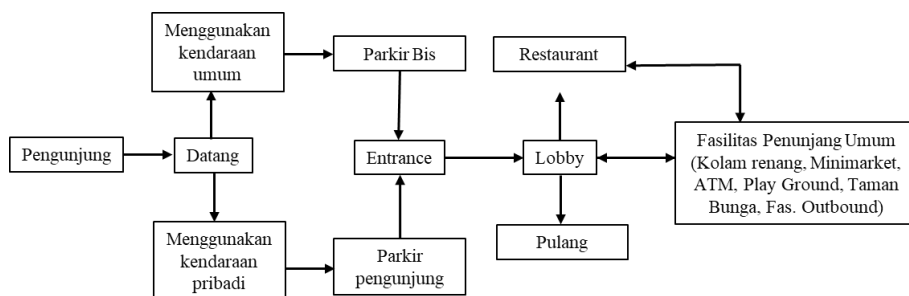 Menggunakan
kendaraan
umum
Parkir Bis
Restaurant
Pengunjung
Datang
Entrance
Lobby
Fasilitas Penunjang Umum
(Kolam renang, Minimarket,
ATM, Play Ground, Taman
Bunga, Fas. Outbound)
Menggunakan
kendaraan
pribadi
Parkir
pengunjung
Pulang